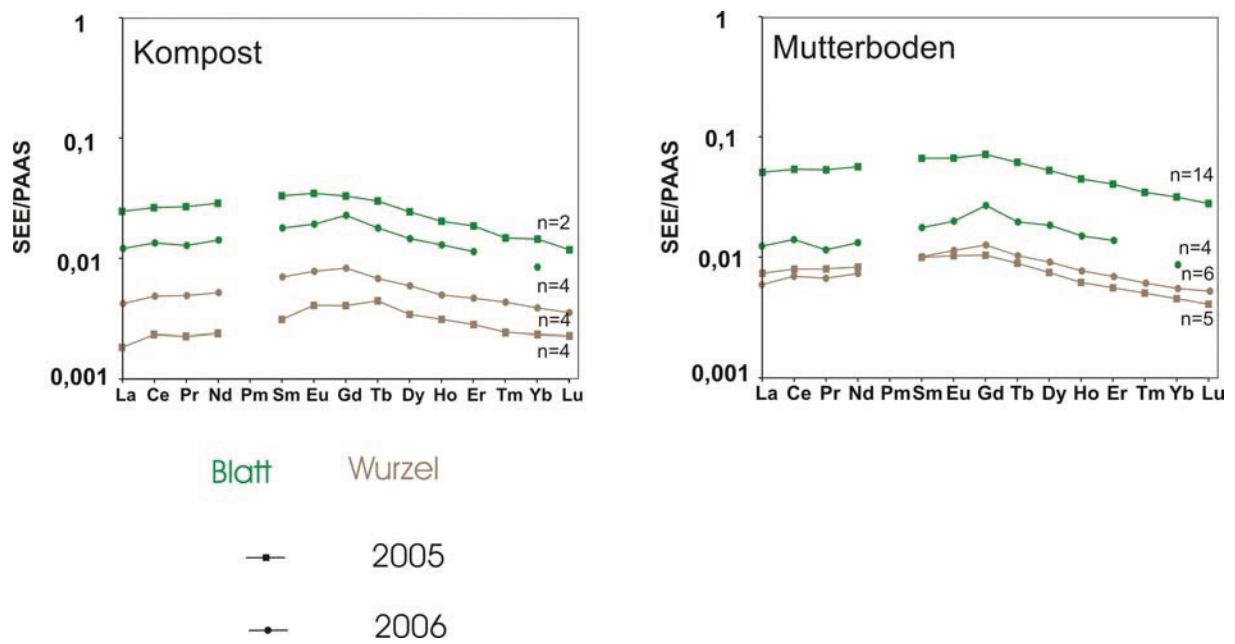 Kompost
SEE/PAAS
1
0,1
0,01
0,001
n=2
n=4
n=4
n=4
La Ce Pr Nd Pm Sm Eu Gd Tb Dy Ho Er Tm Yb Lu
Mutterboden
SEE/PAAS
1
0,1
0,01
0,001
n=14
n=4
n=6
n=5
La Ce Pr Nd Pm Sm Eu Gd Tb Dy Ho Er Tm Yb Lu
Blatt Wurzel
2005
2006